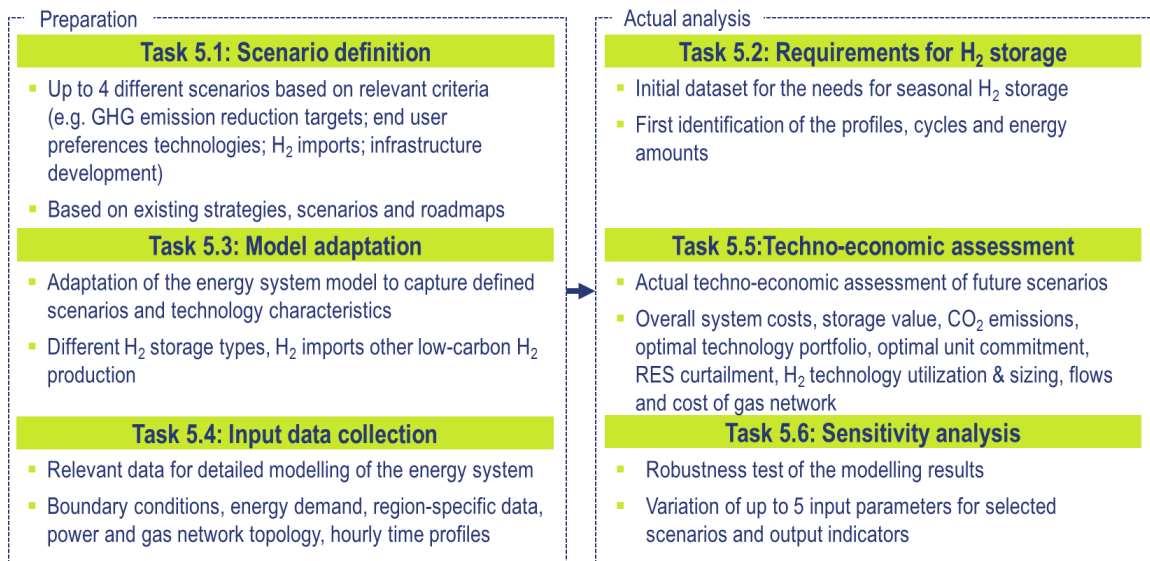 Preparation
Task 5.1: Scenario definition
Up to 4 different scenarios based on relevant criteria
(e.g. GHG emission reduction targets; end user
preferences technologies; H₂ imports; infrastructure
development)
Based on existing strategies, scenarios and roadmaps
Task 5.3: Model adaptation
Adaptation of the energy system model to capture defined
scenarios and technology characteristics
Different H₂ storage types, H₂ imports other low-carbon H₂
production
Task 5.4: Input data collection
Relevant data for detailed modelling of the energy system
Boundary conditions, energy demand, region-specific data,
power and gas network topology, hourly time profiles
Actual analysis
Task 5.2: Requirements for H₂ storage
Initial dataset for the needs for seasonal H₂ storage
First identification of the profiles, cycles and energy
amounts
Task 5.5:Techno-economic assessment
Actual techno-economic assessment of future scenarios
Overall system costs, storage value, CO₂ emissions,
optimal technology portfolio, optimal unit commitment,
RES curtailment, H₂ technology utilization & sizing, flows
and cost of gas network
Task 5.6: Sensitivity analysis
Robustness test of the modelling results
Variation of up to 5 input parameters for selected
scenarios and output indicators